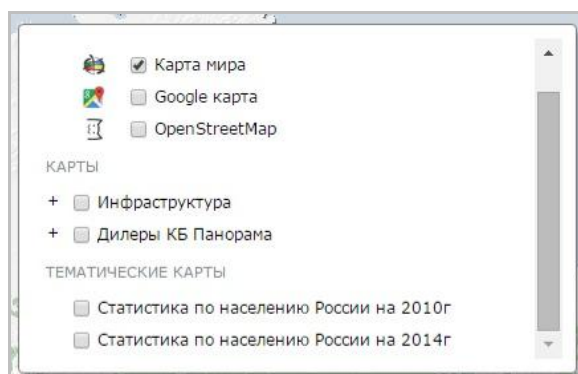 Карта мира
Google карта
OpenStreetMap
КАРТЫ
+ Инфраструктура
+ Дилеры КБ Панорама
ТЕМАТИЧЕСКИЕ КАРТЫ
Статистика по населению России на 2010г
Статистика по населению России на 2014г